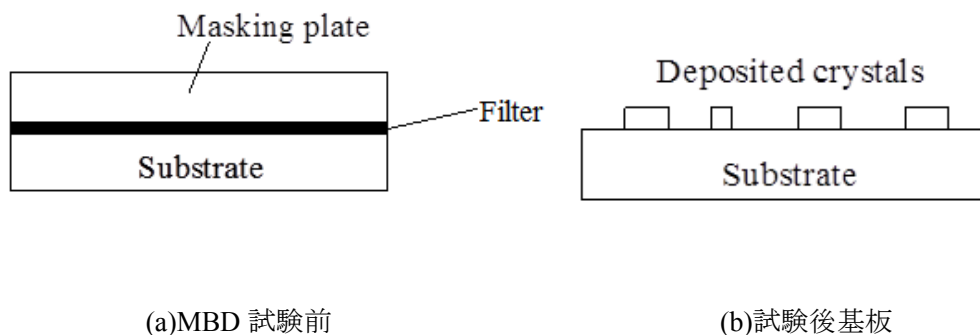 Masking plate
Filter
Substrate
Deposited crystals
Substrate
(a)MBD 試験前
(b)試験後基板